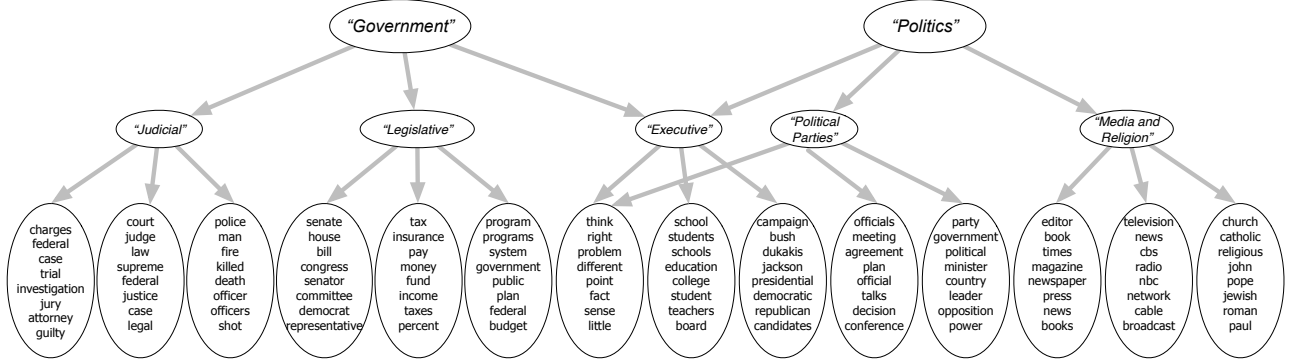 “Government”
“Politics”
“Judicial”
“Legislative”
“Executive”
“Political
Parties”
“Media and
Religion”
charges
federal
case
trial
investigation
jury
attorney
guilty
court
judge
law
supreme
federal
justice
case
legal
police
man
fire
killed
death
officer
officers
shot
senate
house
bill
congress
senator
committee
democrat
representative
tax
insurance
pay
money
fund
income
taxes
percent
program
programs
system
government
public
plan
federal
budget
think
right
problem
different
point
fact
sense
little
school
students
schools
education
college
student
teachers
board
campaign
bush
dukakis
jackson
presidential
democratic
republican
candidates
officials
meeting
agreement
plan
official
talks
decision
conference
party
government
political
minister
country
leader
opposition
power
editor
book
times
magazine
newspaper
press
news
books
television
news
cbs
radio
nbc
network
cable
broadcast
church
catholic
religious
john
pope
jewish
roman
paul